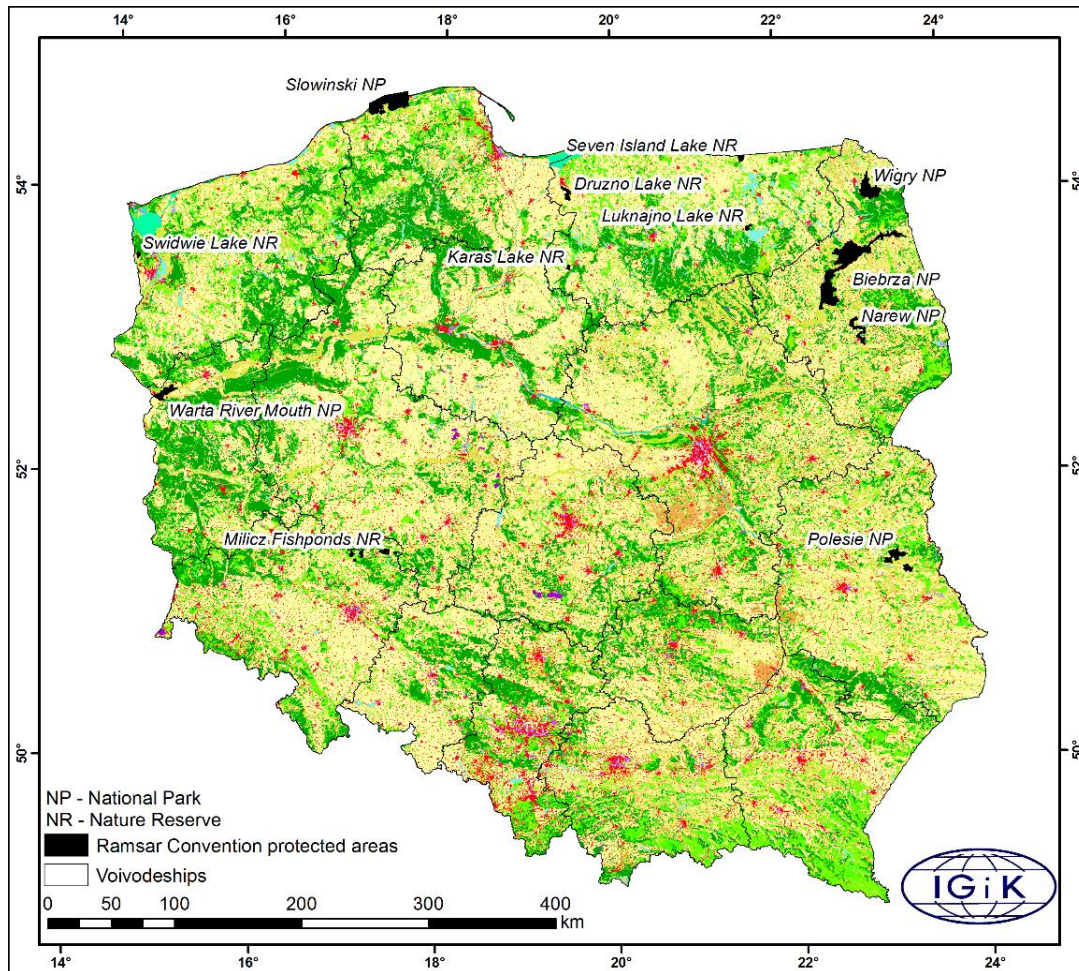 14° 16° 18° 20° 22° 24°
Slowinski NP
Seven Island Lake NR
54° 54°
Druzno Lake NR
Wigry NP
Luknajno Lake NR
Swidwie Lake NR
Karas Lake NR
Biebrza NP
Narew NP
Warta River Mouth NP
52° 52°
Milicz Fishponds NR
Polesie NP
50° 50°
NP - National Park
NR - Nature Reserve
Ramsar Convention protected areas
Voivodeships
IGiK
0 50 100 200 300 400
km
14° 16° 18° 20° 22° 24°